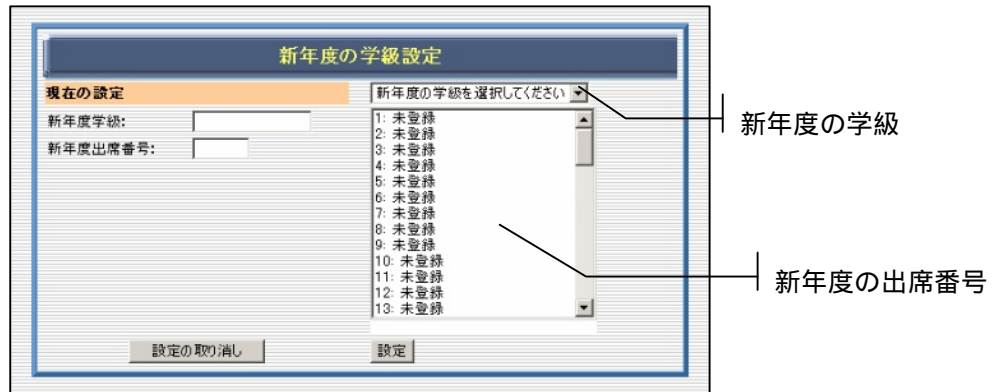 新年度の学級設定
現在の設定
新年度の学級を選択してください
新年度学級:
新年度出席番号:
1: 未登録
2: 未登録
3: 未登録
4: 未登録
5: 未登録
6: 未登録
7: 未登録
8: 未登録
9: 未登録
10: 未登録
11: 未登録
12: 未登録
13: 未登録
設定の取り消し
設定
新年度の学級
新年度の出席番号